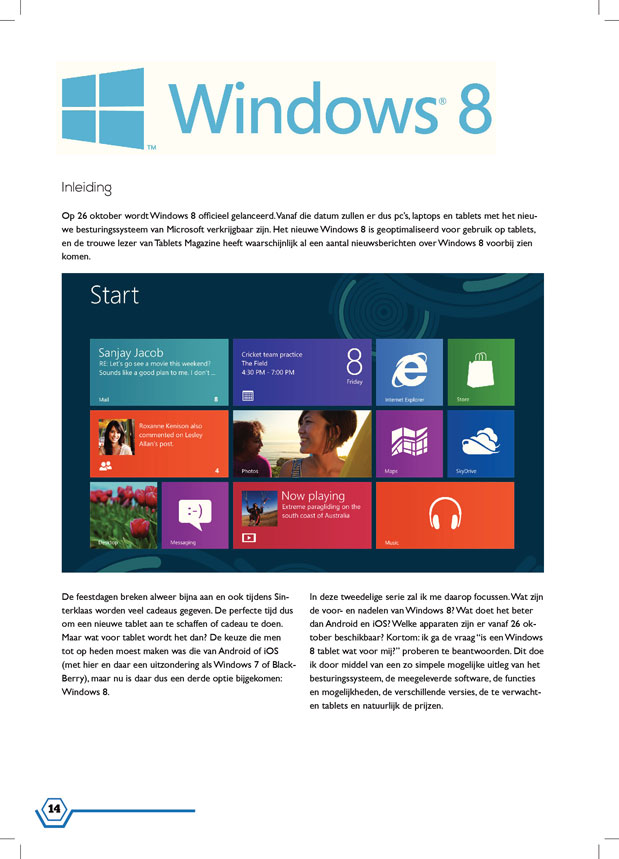 Windows® 8
TM
Inleiding
Op 26 oktober wordt Windows 8 officieel gelanceerd. Vanaf die datum zullen er dus pc's, laptops en tablets met het nieu-
we besturingssysteem van Microsoft verkrijgbaar zijn. Het nieuwe Windows 8 is geoptimaliseerd voor gebruik op tablets,
en de trouwe lezer van Tablets Magazine heeft waarschijnlijk al een aantal nieuwsberichten over Windows 8 voorbij zien
komen.
Start
Sanjay Jacob
RE: Let's go see a movie this weekend?
Sounds like a good plan to me. I don't ...
Mail
8
Cricket team practice
The Field
4:30 PM - 7:00 PM
8
Friday
Internet Explorer
Store
Roxanne Kenison also
commented on Lesley
Allan's post.
4
Photos
Maps
SkyDrive
Desktop
:-)
Messaging
Now playing
Extreme paragliding on the
south coast of Australia
Music
De feestdagen breken alweer bijna aan en ook tijdens Sin-
terklaas worden veel cadeaus gegeven. De perfecte tijd dus
om een nieuwe tablet aan te schaffen of cadeau te doen.
Maar wat voor tablet wordt het dan? De keuze die men
tot op heden moest maken was die van Android of iOS
(met hier en daar een uitzondering als Windows 7 of Black-
Berry), maar nu is daar dus een derde optie bijgekomen:
Windows 8.
In deze tweedelige serie zal ik me daarop focussen. Wat zijn
de voor- en nadelen van Windows 8? Wat doet het beter
dan Android en iOS? Welke apparaten zijn er vanaf 26 ok-
tober beschikbaar? Kortom: ik ga de vraag “is een Windows
8 tablet wat voor mij?” proberen te beantwoorden. Dit doe
ik door middel van een zo simpele mogelijke uitleg van het
besturingssysteem, de meegeleverde software, de functies
en mogelijkheden, de verschillende versies, de te verwacht-
en tablets en natuurlijk de prijzen.
14